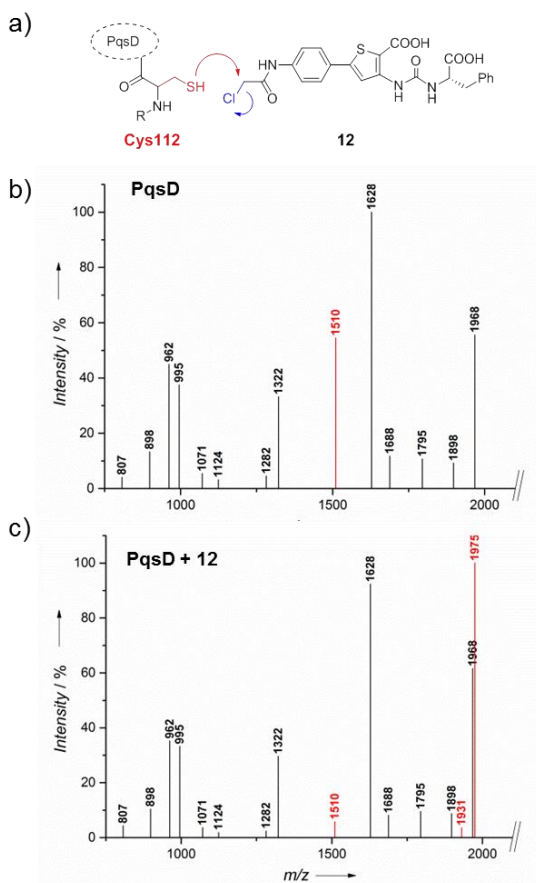 a)
PqsD
O
NH
R
SH
Cys112
Cl
O
HN
S
COOH
NH
O
HN
COOH
Ph
12
b)
PqsD
Intensity / %
100
80
60
40
20
0
807
898
962
995
1071
1124
1282
1322
1510
1628
1688
1795
1898
1968
1000
1500
2000
c)
PqsD + 12
Intensity / %
100
80
60
40
20
0
807
898
962
995
1071
1124
1282
1322
1510
1628
1688
1795
1898
1931
1968
1975
1000
1500
2000
m/z